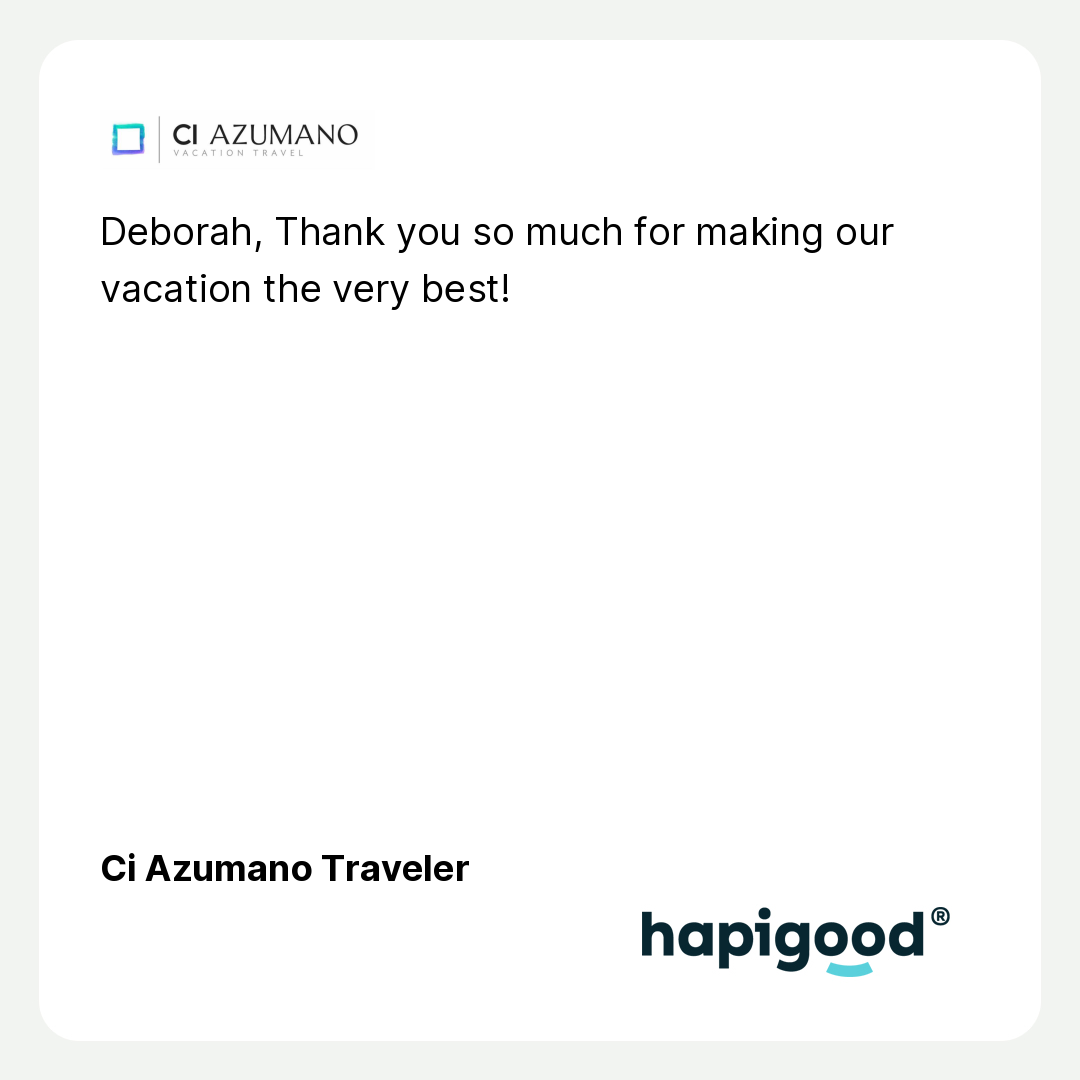 CI AZUMANO
VACATION TRAVEL
Deborah, Thank you so much for making our
vacation the very best!
Ci Azumano Traveler
hapigood®